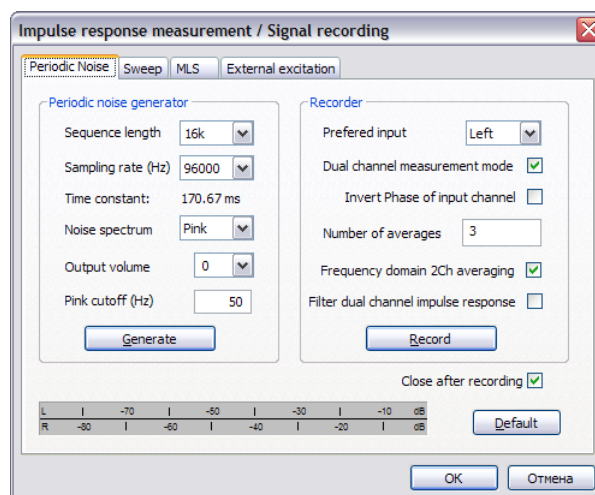 Impulse response measurement / Signal recording
Periodic Noise Sweep MLS External excitation
Periodic noise generator
Sequence length 16k
Sampling rate (Hz) 96000
Time constant: 170.67 ms
Noise spectrum Pink
Output volume 0
Pink cutoff (Hz) 50
Generate
Recorder
Prefered input Left
Dual channel measurement mode
Invert Phase of input channel
Number of averages 3
Frequency domain 2Ch averaging
Filter dual channel impulse response
Record
Close after recording
L -70 -50 -30 -10 dB
R -80 -60 -40 -20 dB
Default
OK Отмена